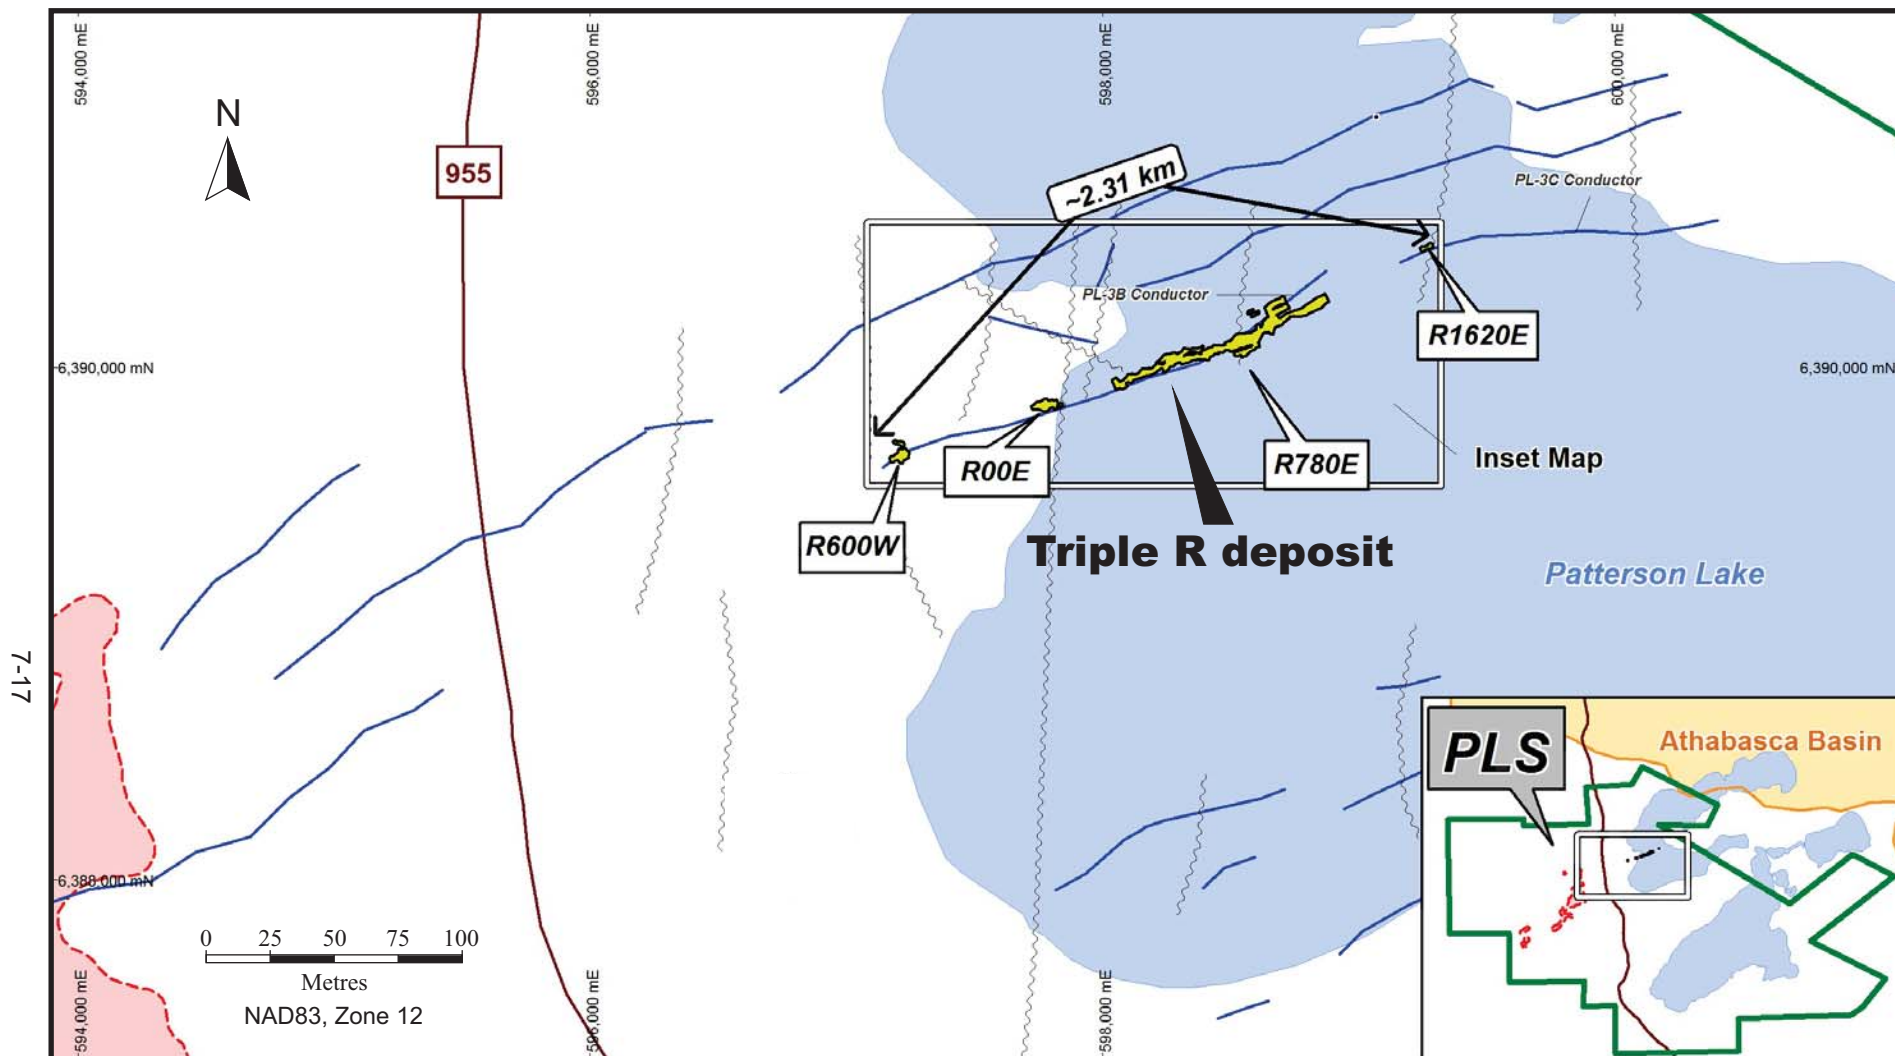 594,000 mE
596,000 mE
598,000 mE
600,000 mE
N
955
~2.31 km
PL-3C Conductor
PL-3B Conductor
R1620E
6,390,000 mN
6,390,000 mN
R00E
R780E
Inset Map
R600W
Triple R deposit
Patterson Lake
7-17
PLS
Athabasca Basin
6,388,000 mN
0 25 50 75 100
Metres
NAD83, Zone 12
594,000 mE
596,000 mE
598,000 mE